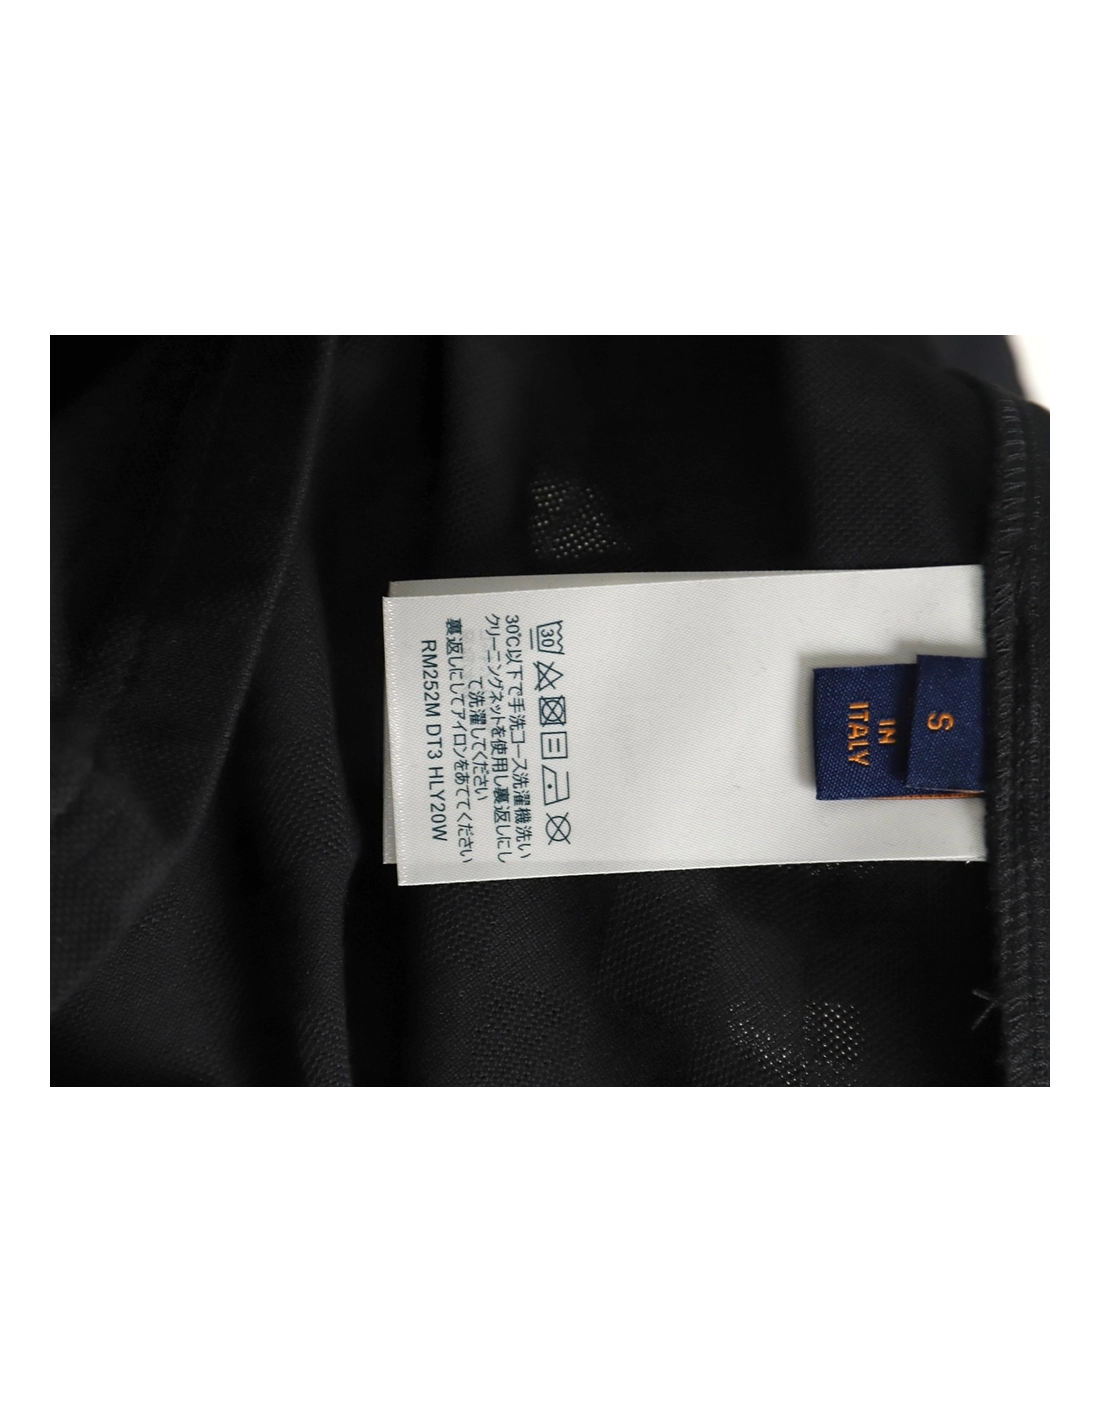 S
IN
ITALY
30
30℃以下で手洗コース洗濯機洗い
クリーニングネットを使用し裏返しにし
て洗濯してください
裏返しにしてアイロンをあててください
RM252M DT3 HLY20W